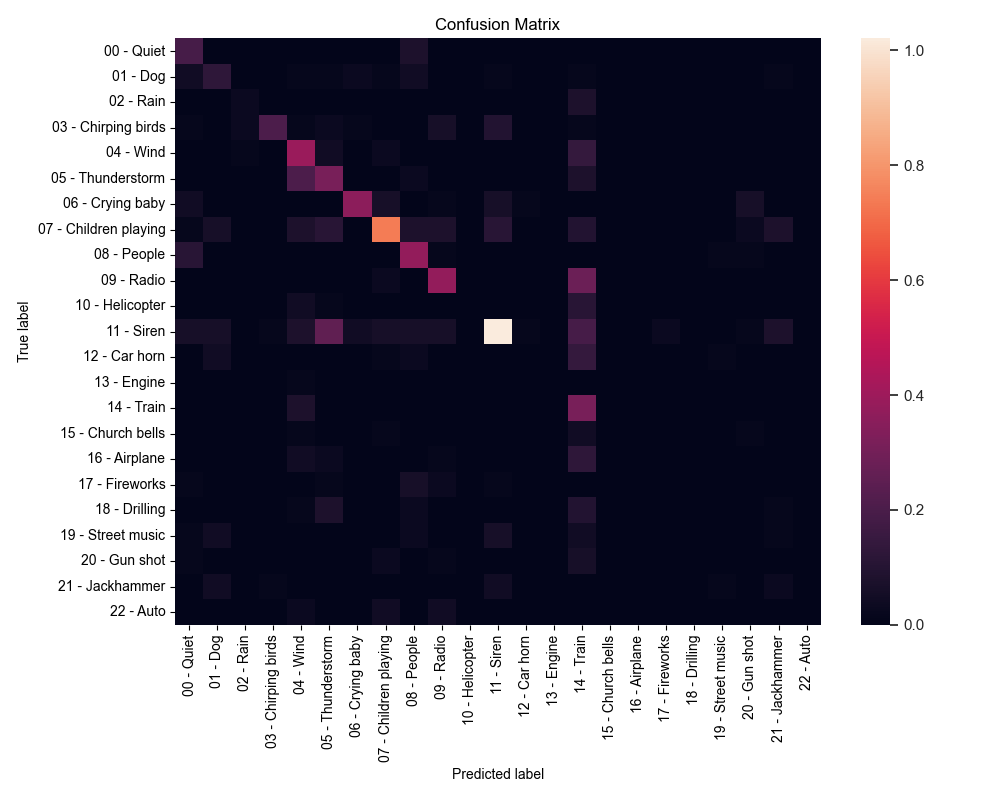 Confusion Matrix
00 - Quiet
01 - Dog
02 - Rain
03 - Chirping birds
04 - Wind
05 - Thunderstorm
06 - Crying baby
07 - Children playing
08 - People
09 - Radio
10 - Helicopter
11 - Siren
12 - Car horn
13 - Engine
14 - Train
15 - Church bells
16 - Airplane
17 - Fireworks
18 - Drilling
19 - Street music
20 - Gun shot
21 - Jackhammer
22 - Auto
True label
00 - Quiet
01 - Dog
02 - Rain
03 - Chirping birds
04 - Wind
05 - Thunderstorm
06 - Crying baby
07 - Children playing
08 - People
09 - Radio
10 - Helicopter
11 - Siren
12 - Car horn
13 - Engine
14 - Train
15 - Church bells
16 - Airplane
17 - Fireworks
18 - Drilling
19 - Street music
20 - Gun shot
21 - Jackhammer
22 - Auto
Predicted label
1.0
0.8
0.6
0.4
0.2
0.0